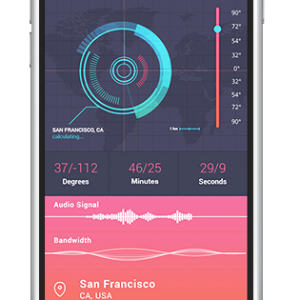 90°
72°
54°
32°
0°
32°
54°
72°
90°
SAN FRANCISCO, CA
calculating...
1 km
37/-112 46/25 29/9
Degrees Minutes Seconds
Audio Signal
Bandwidth
San Francisco
CA, USA